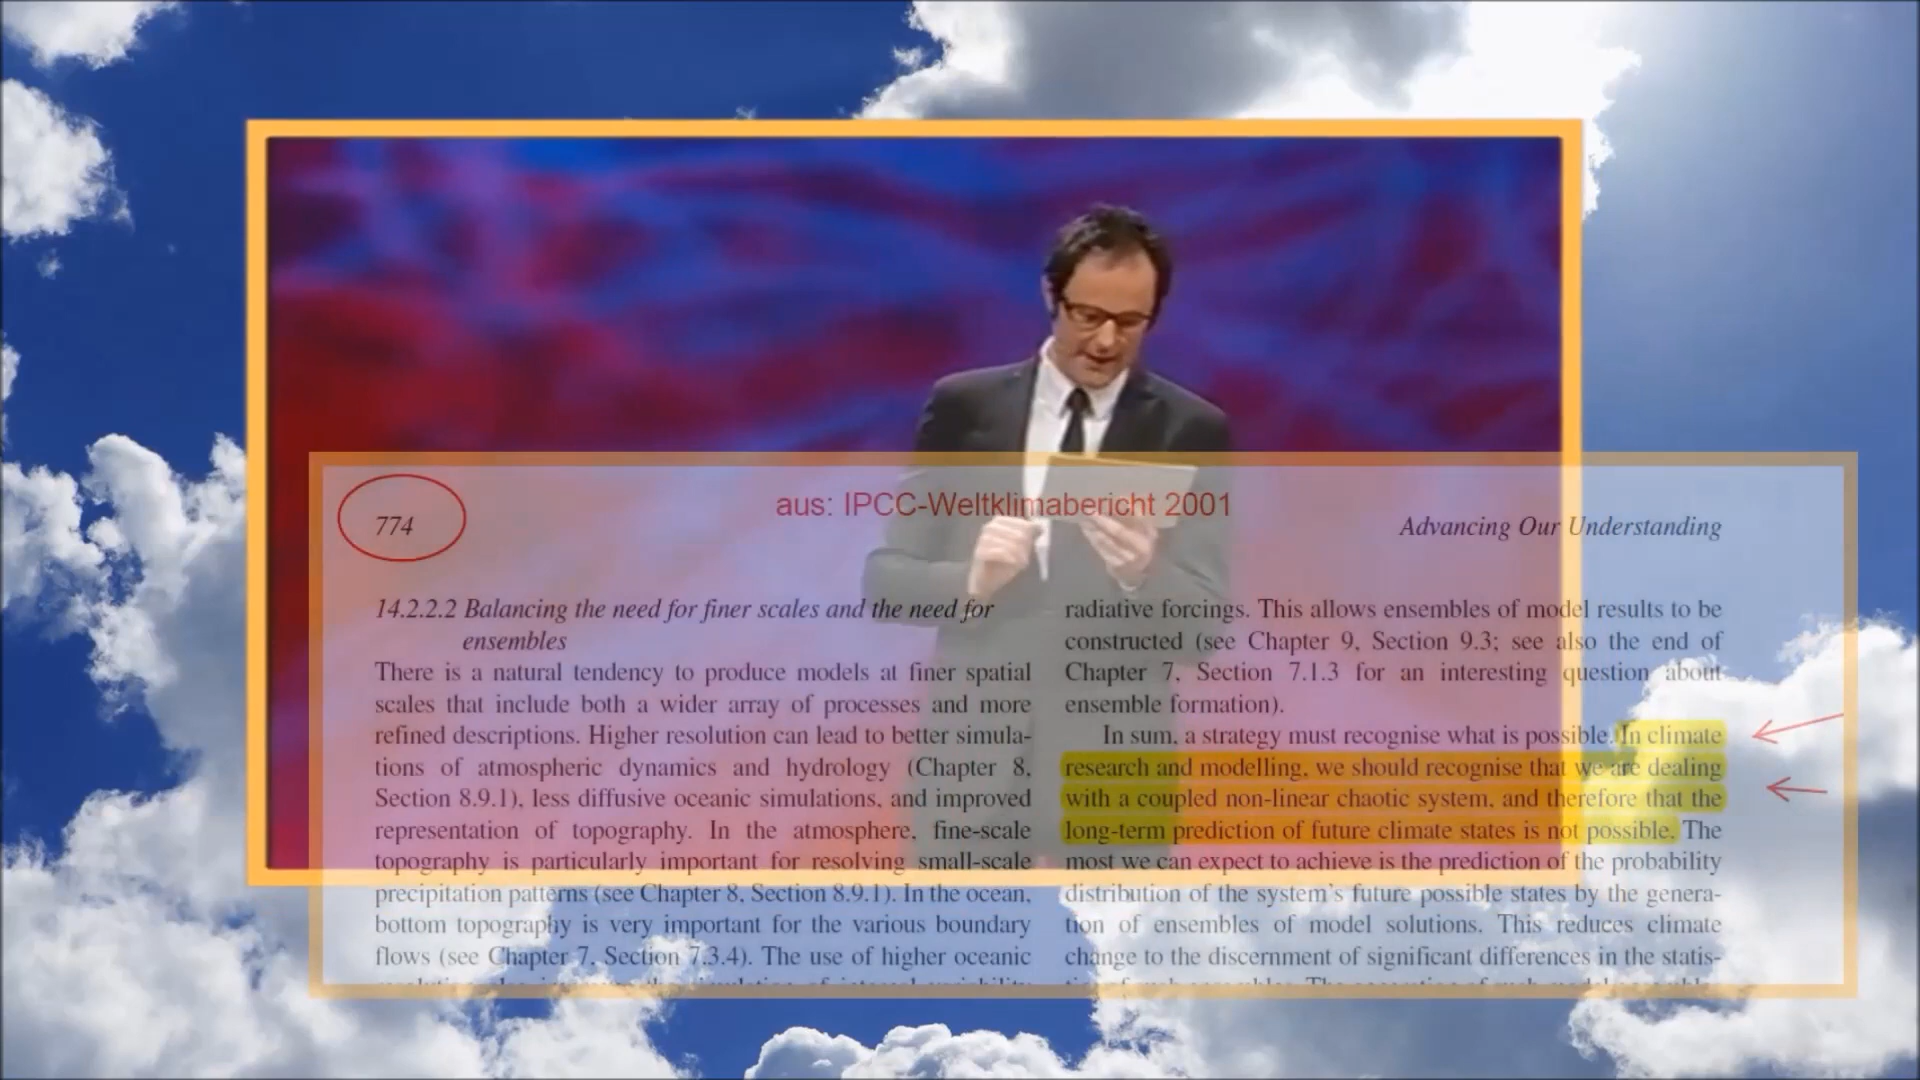 aus: IPCC-Weltklimabericht 2001
774
Advancing Our Understanding
14.2.2.2 Balancing the need for finer scales and the need for
ensembles
There is a natural tendency to produce models at finer spatial
scales that include both a wider array of processes and more
refined descriptions. Higher resolution can lead to better simula-
tions of atmospheric dynamics and hydrology (Chapter 8,
Section 8.9.1), less diffusive oceanic simulations, and improved
representation of topography. In the atmosphere, fine-scale
topography is particularly important for resolving small-scale
precipitation patterns (see Chapter 8, Section 8.9.1). In the ocean,
bottom topography is very important for the various boundary
flows (see Chapter 7, Section 7.3.4). The use of higher oceanic
radiative forcings. This allows ensembles of model results to be
constructed (see Chapter 9, Section 9.3; see also the end of
Chapter 7, Section 7.1.3 for an interesting question about
ensemble formation).
In sum, a strategy must recognise what is possible. In climate
research and modelling, we should recognise that we are dealing
with a coupled non-linear chaotic system, and therefore that the
long-term prediction of future climate states is not possible. The
most we can expect to achieve is the prediction of the probability
distribution of the system's future possible states by the genera-
tion of ensembles of model solutions. This reduces climate
change to the discernment of significant differences in the statis-